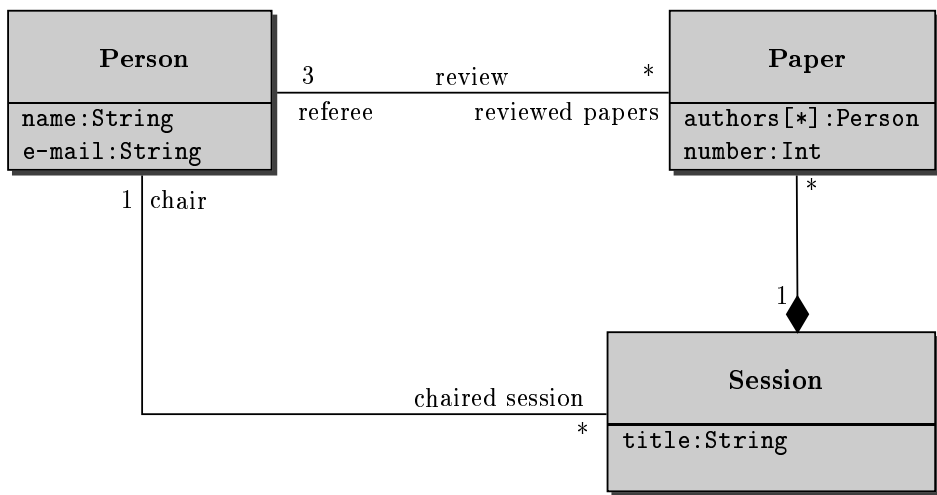 Person
name:String
e-mail:String
3
review
*
referee
reviewed papers
Paper
authors[*]:Person
number:Int
1 chair
*
1
chaired session
*
Session
title:String